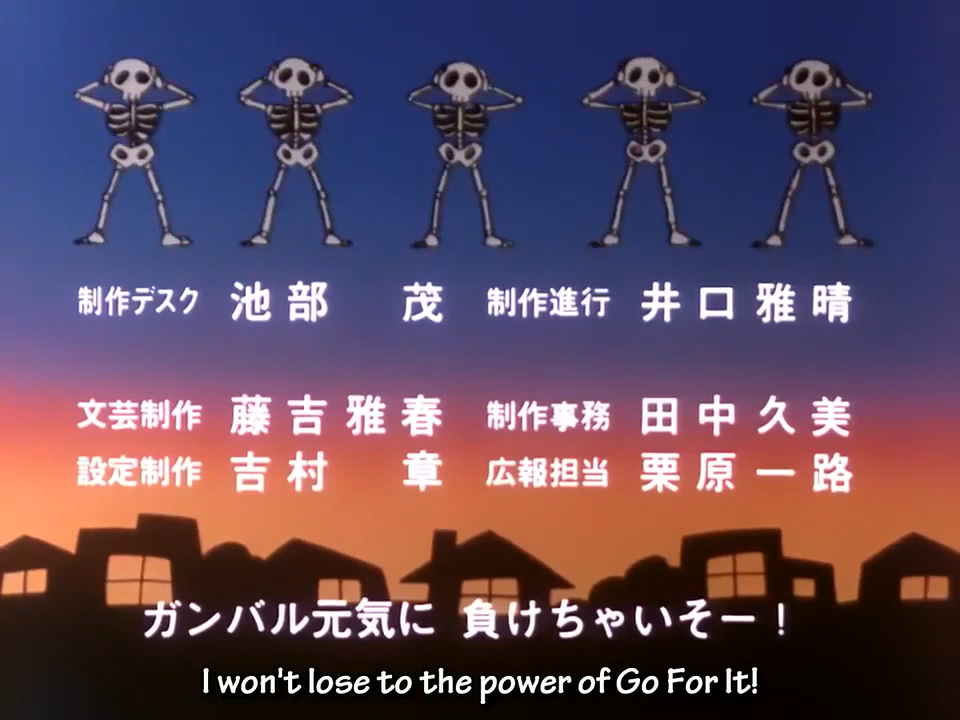 制作デスク 池部 茂 制作進行 井口雅晴
文芸制作 藤吉雅春 制作事務 田中久美
設定制作 吉村 章 広報担当 栗原一路
ガンバル元気に 負けちゃいそー！
I won't lose to the power of Go For It!